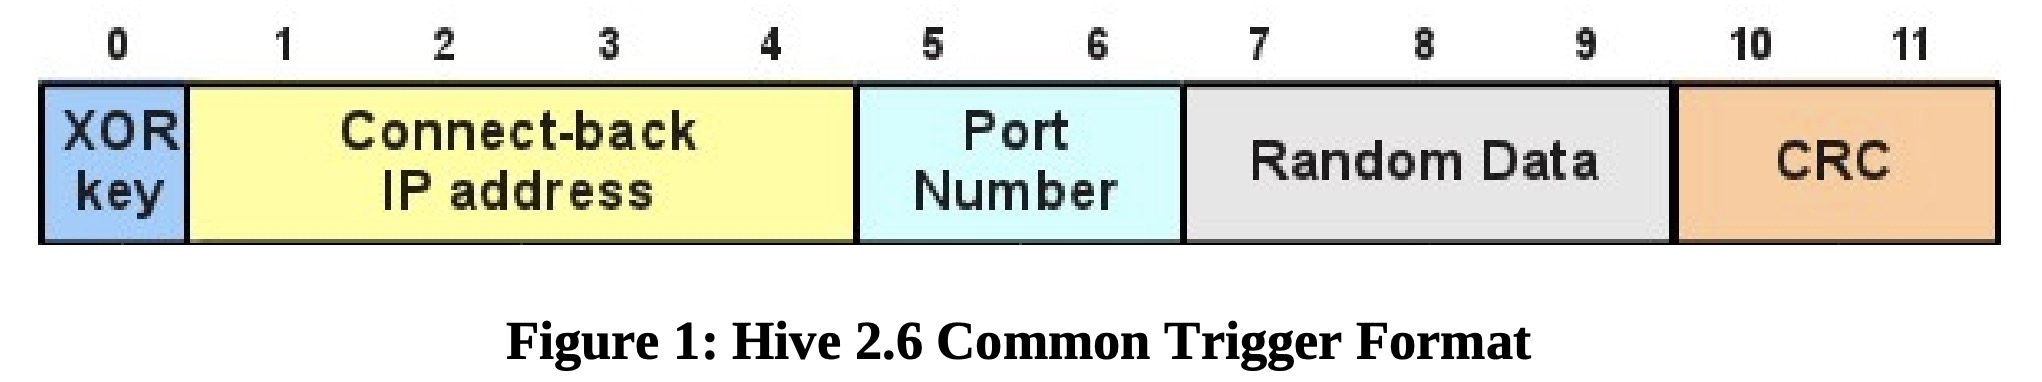 0 1 2 3 4 5 6 7 8 9 10 11
XOR Connect-back Port Random Data CRC
key IP address Number
Figure 1: Hive 2.6 Common Trigger Format